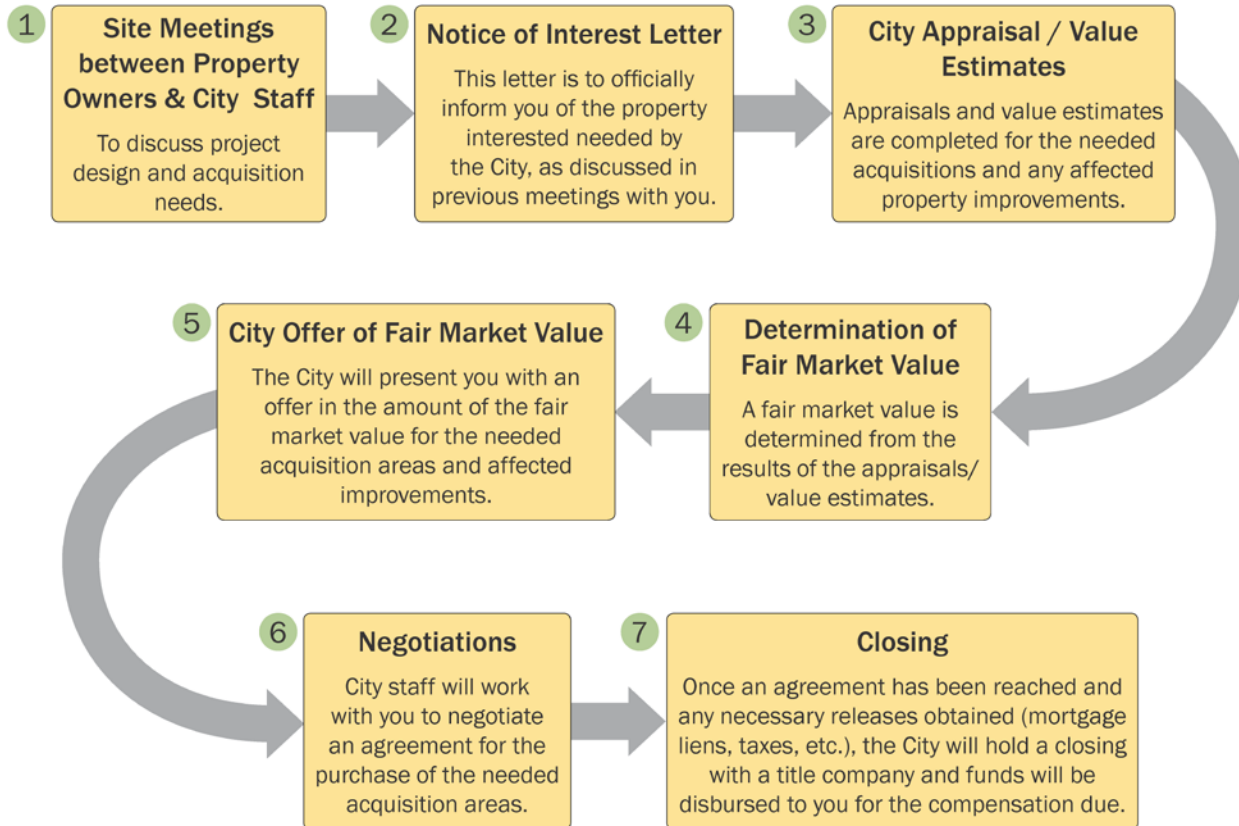 1
Site Meetings
between Property
Owners & City Staff
To discuss project
design and acquisition
needs.
2
Notice of Interest Letter
This letter is to officially
inform you of the property
interested needed by
the City, as discussed in
previous meetings with you.
3
City Appraisal / Value
Estimates
Appraisals and value estimates
are completed for the needed
acquisitions and any affected
property improvements.
4
Determination of
Fair Market Value
A fair market value is
determined from the
results of the appraisals/
value estimates.
5
City Offer of Fair Market Value
The City will present you with an
offer in the amount of the fair
market value for the needed
acquisition areas and affected
improvements.
6
Negotiations
City staff will work
with you to negotiate
an agreement for the
purchase of the needed
acquisition areas.
7
Closing
Once an agreement has been reached and
any necessary releases obtained (mortgage
liens, taxes, etc.), the City will hold a closing
with a title company and funds will be
disbursed to you for the compensation due.